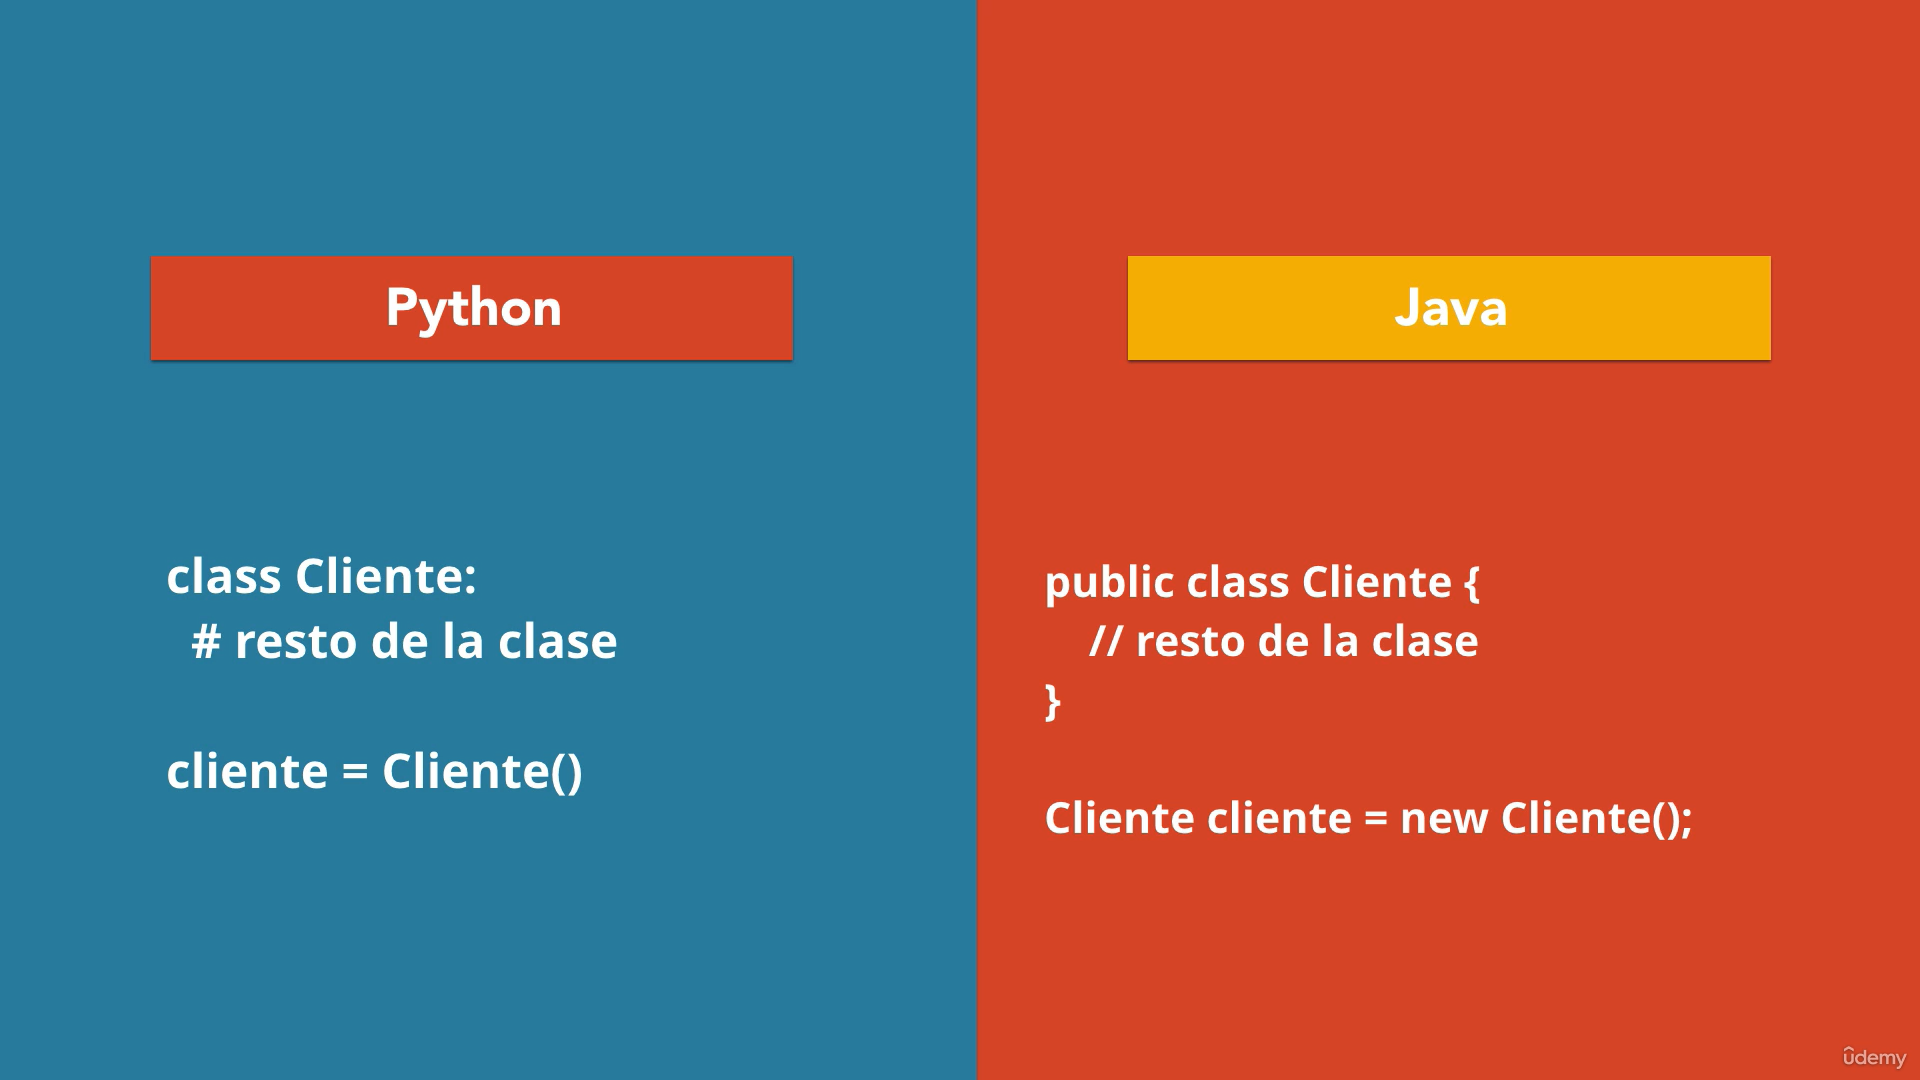 Python
class Cliente:
# resto de la clase
cliente = Cliente()
Java
public class Cliente {
// resto de la clase
}
Cliente cliente = new Cliente();
ûdemy